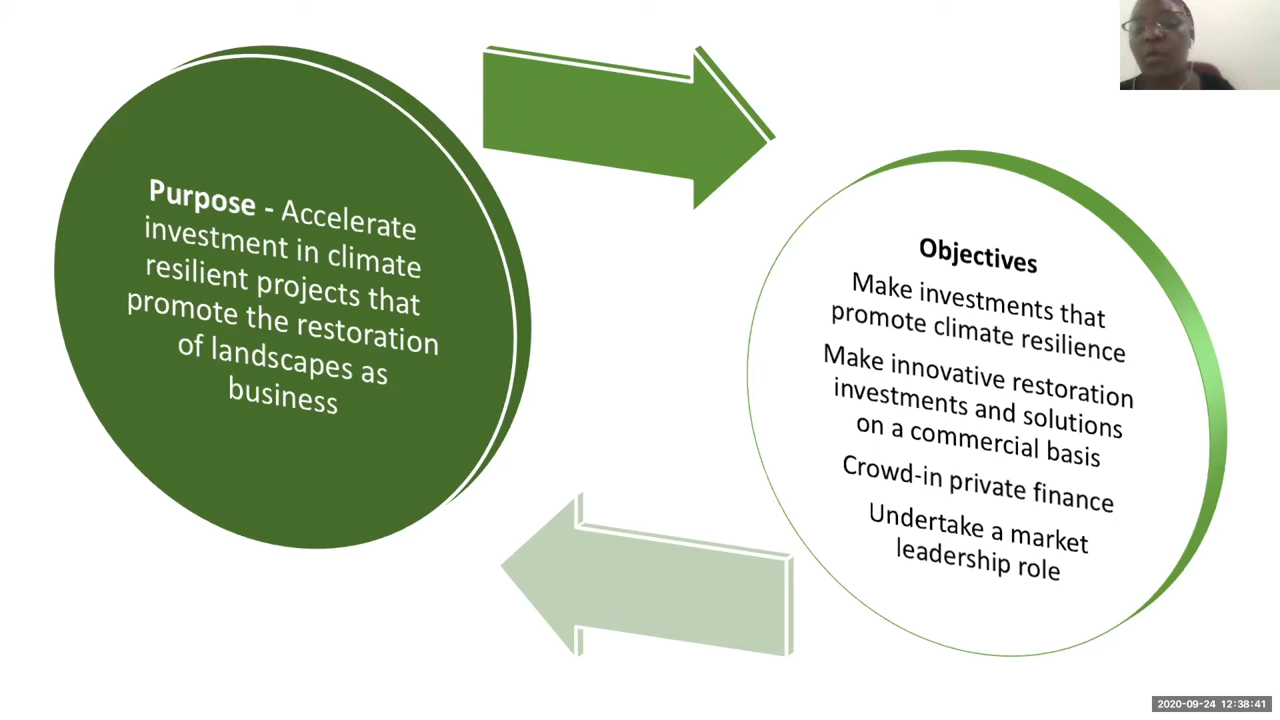 Purpose - Accelerate
investment in climate
resilient projects that
promote the restoration
of landscapes as
business
Objectives
Make investments that
promote climate resilience
Make innovative restoration
investments and solutions
on a commercial basis
Crowd-in private finance
Undertake a market
leadership role
2020-09-24 12:38:41